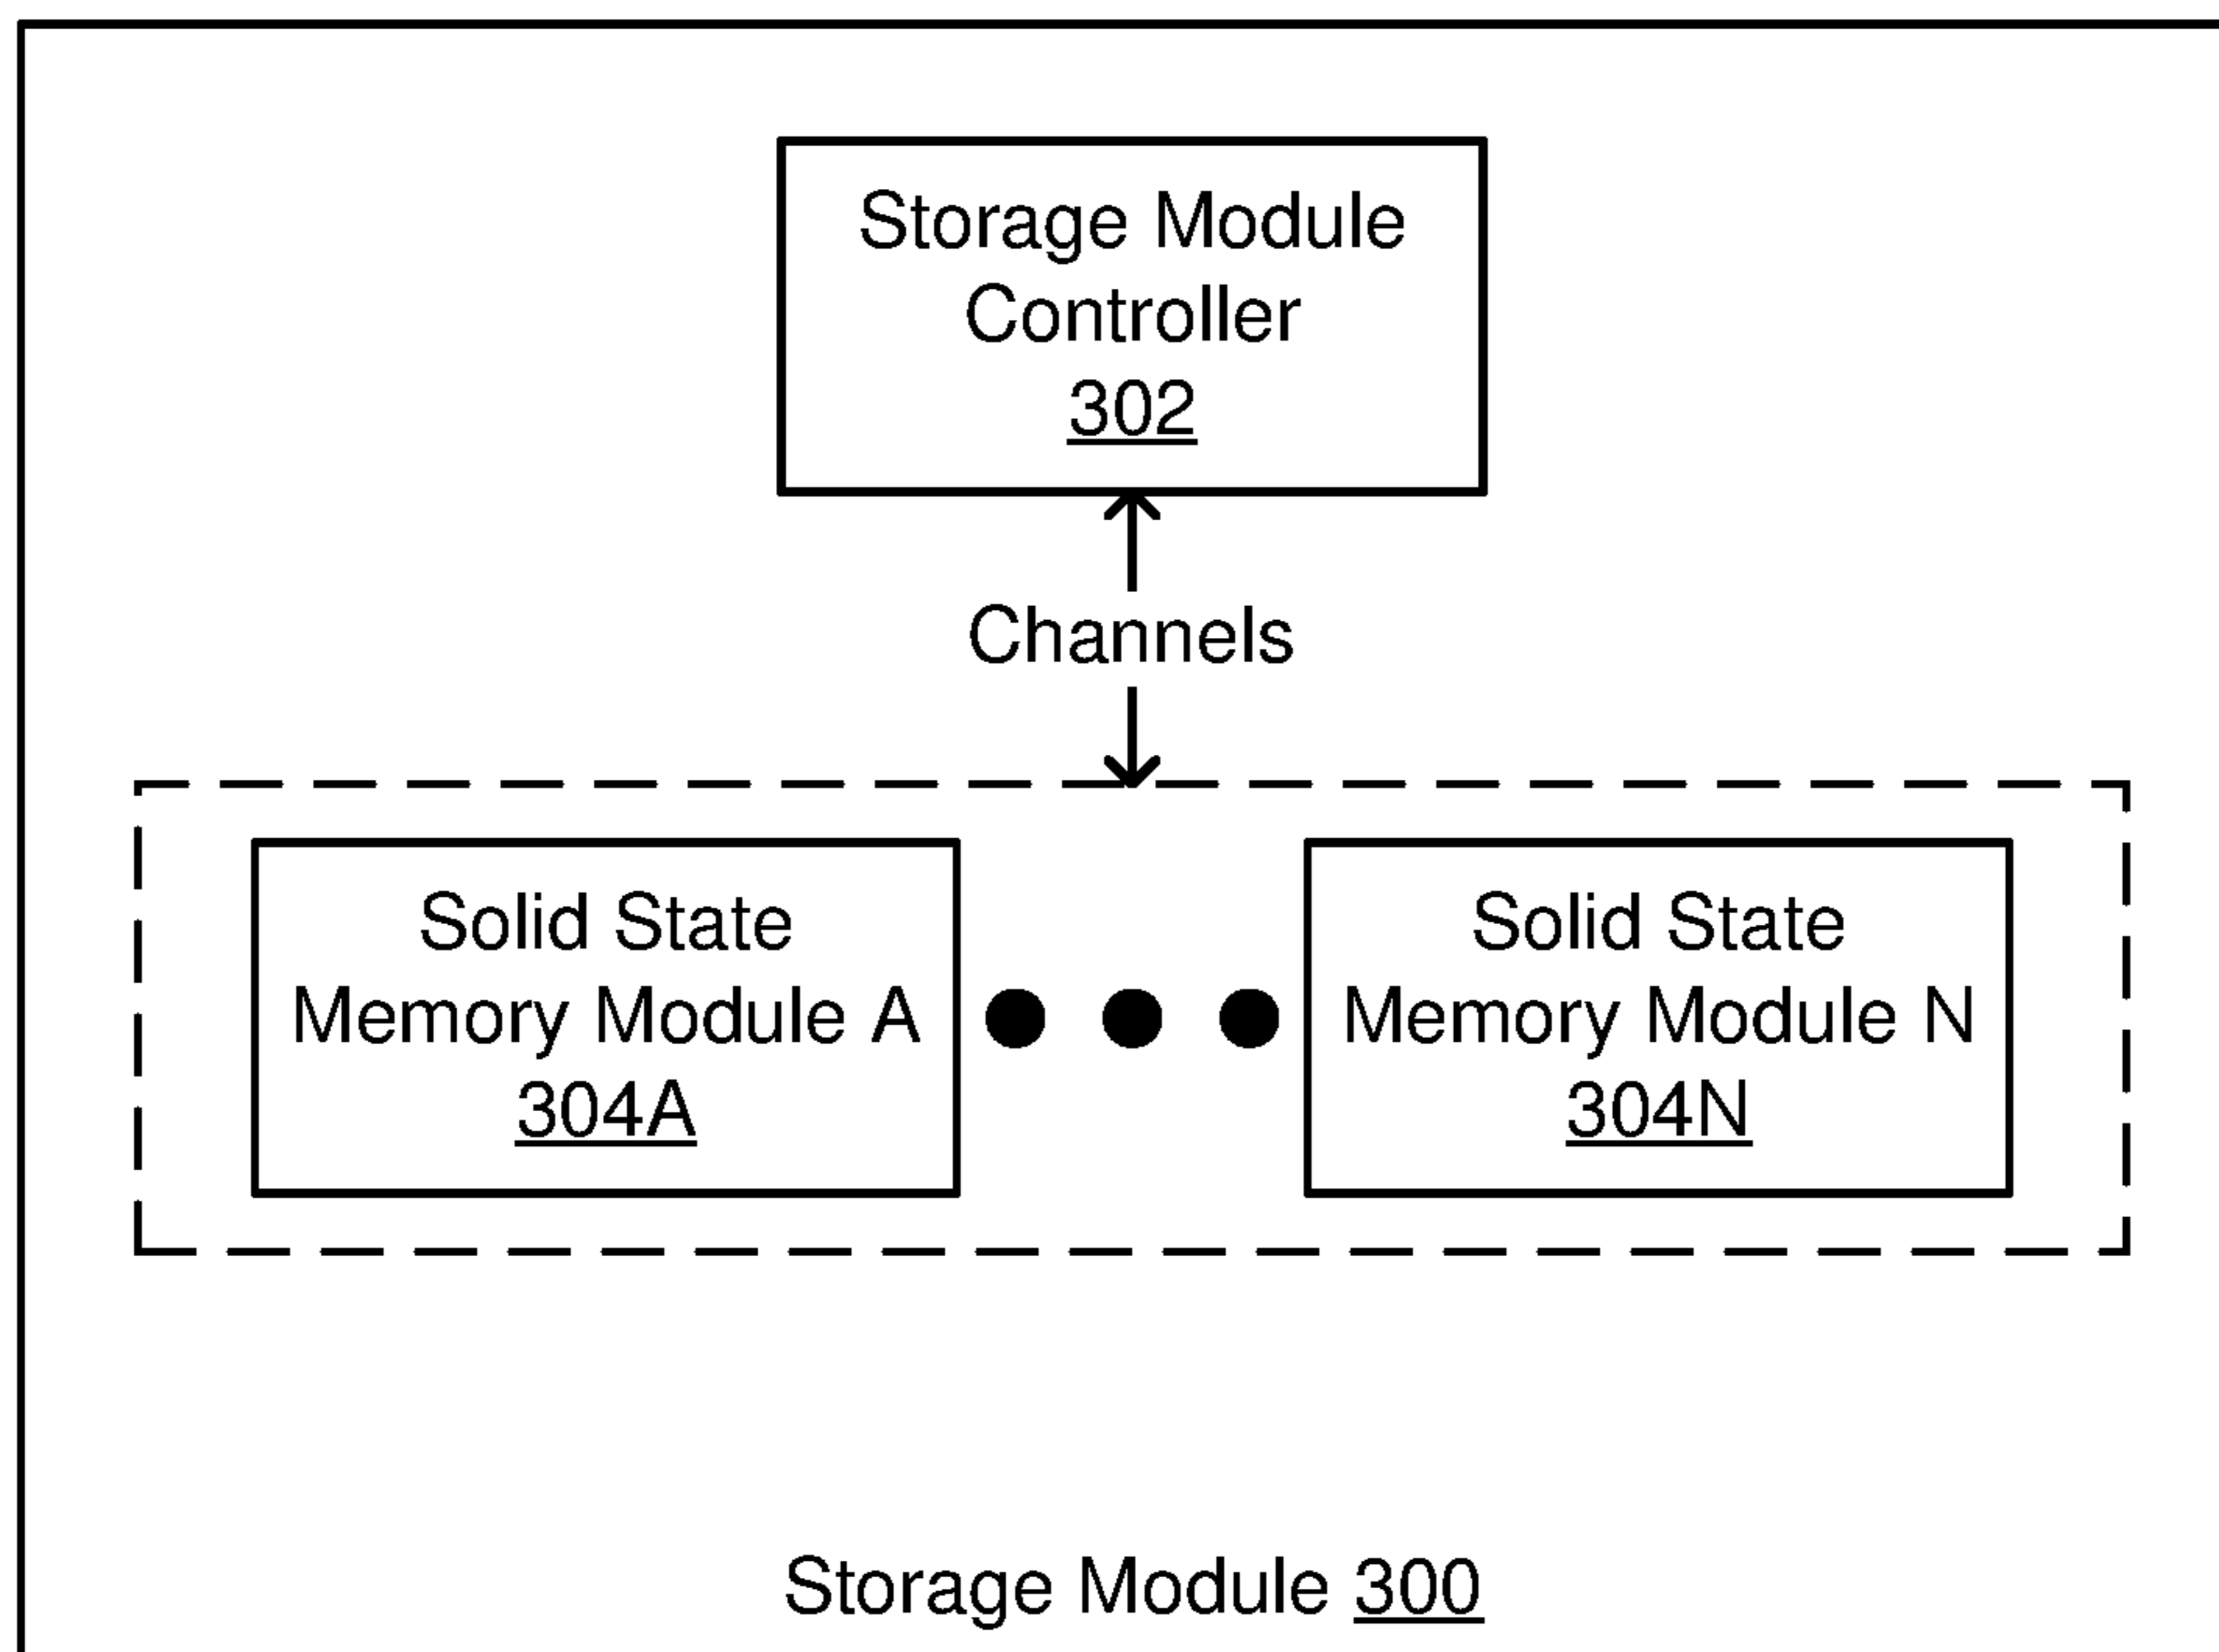 Storage Module
Controller
302
Channels
Solid State
Memory Module A
304A
Solid State
Memory Module N
304N
Storage Module 300